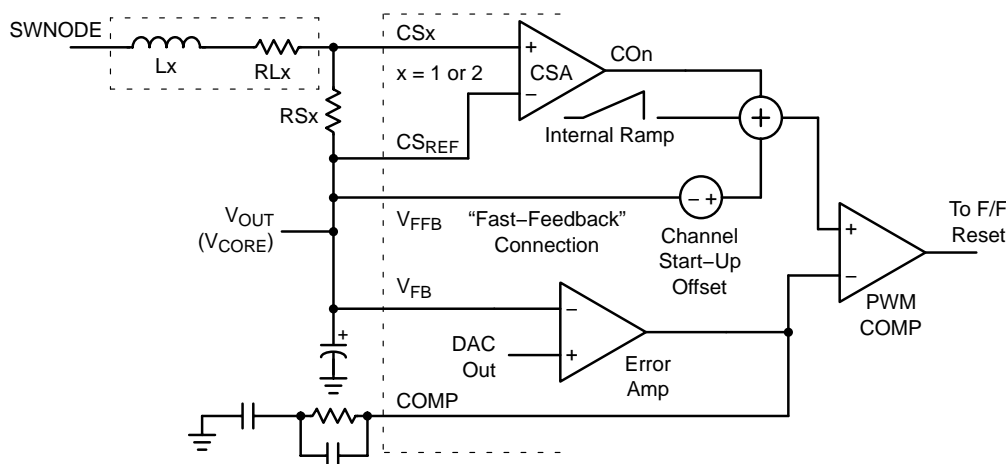 SWNODE
Lx
RLx
CSx
x = 1 or 2
CSA
COn
RSx
Internal Ramp
CSREF
+
−
+
VOUT
(VCORE)
VFFB
“Fast−Feedback”
Connection
− +
Channel
Start−Up
Offset
+
−
To F/F
Reset
PWM
COMP
VFB
−
+
DAC
Out
Error
Amp
+
COMP